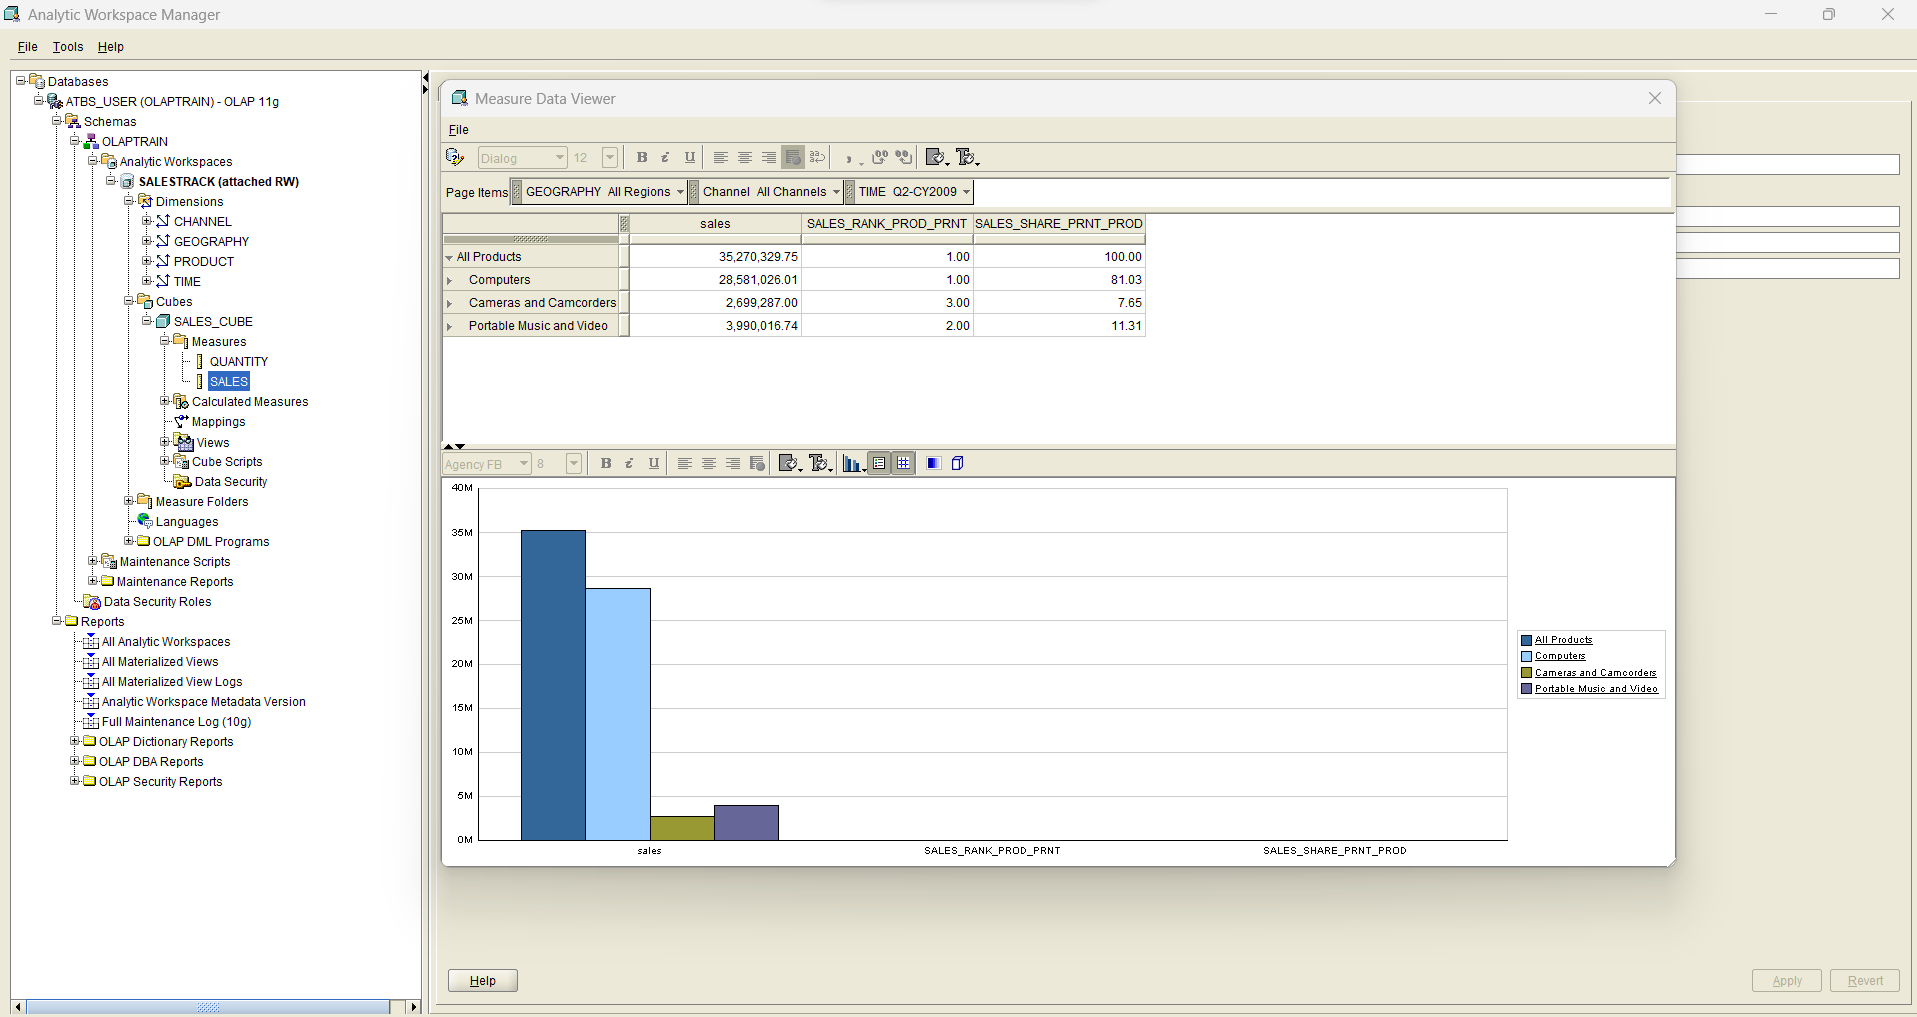 Analytic Workspace Manager
File Tools Help
Databases
ATBS_USER (OLAPTRAIN) - OLAP 11g
Schemas
OLAPTRAIN
Analytic Workspaces
SALESTRACK (attached RW)
Dimensions
CHANNEL
GEOGRAPHY
PRODUCT
TIME
Cubes
SALES_CUBE
Measures
QUANTITY
SALES
Calculated Measures
Mappings
Views
Cube Scripts
Data Security
Measure Folders
Languages
OLAP DML Programs
Maintenance Scripts
Maintenance Reports
Data Security Roles
Reports
All Analytic Workspaces
All Materialized Views
All Materialized View Logs
Analytic Workspace Metadata Version
Full Maintenance Log (10g)
OLAP Dictionary Reports
OLAP DBA Reports
OLAP Security Reports
Measure Data Viewer
File
Dialog 12 B i U
Page Items GEOGRAPHY All Regions Channel All Channels TIME Q2-CY2009
sales SALES_RANK_PROD_PRNT SALES_SHARE_PRNT_PROD
All Products 35,270,329.75 1.00 100.00
Computers 28,581,026.01 1.00 81.03
Cameras and Camcorders 2,699,287.00 3.00 7.65
Portable Music and Video 3,990,016.74 2.00 11.31
Agency FB 8 B i U
40M
35M
30M
25M
20M
15M
10M
5M
0M
sales SALES_RANK_PROD_PRNT SALES_SHARE_PRNT_PROD
All Products
Computers
Cameras and Camcorders
Portable Music and Video
Help Apply Revert